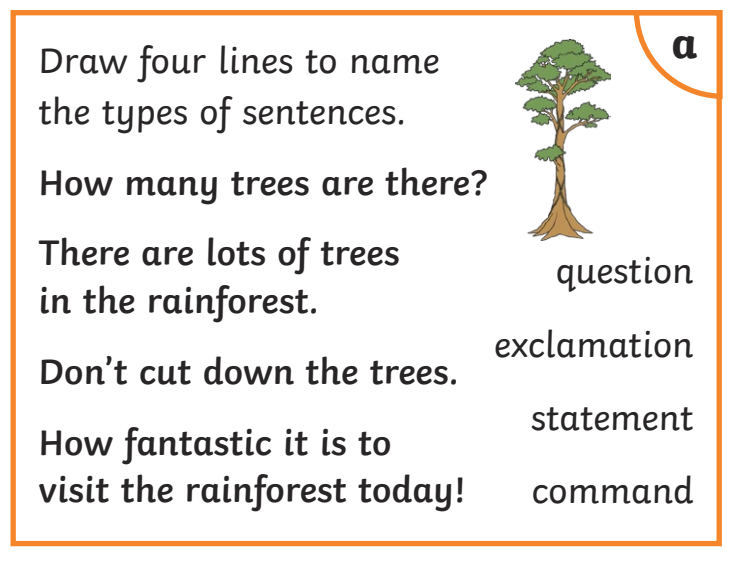 a
Draw four lines to name
the types of sentences.
How many trees are there?
There are lots of trees
in the rainforest.
Don't cut down the trees.
How fantastic it is to
visit the rainforest today!
question
exclamation
statement
command